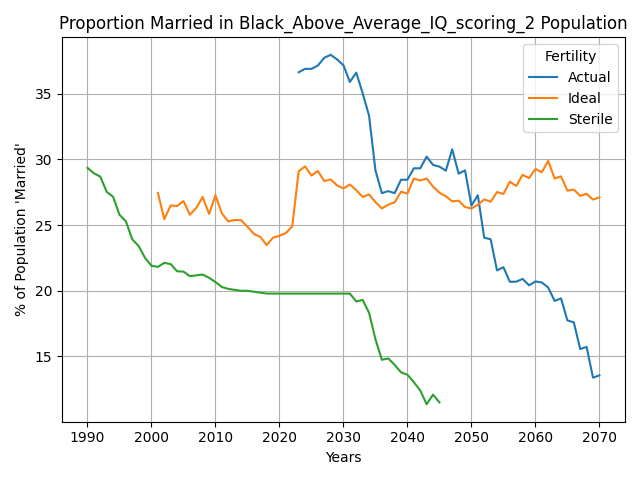 Proportion Married in Black_Above_Average_IQ_scoring_2 Population
Fertility
Actual
Ideal
Sterile
% of Population 'Married'
35
30
25
20
15
1990 2000 2010 2020 2030 2040 2050 2060 2070
Years